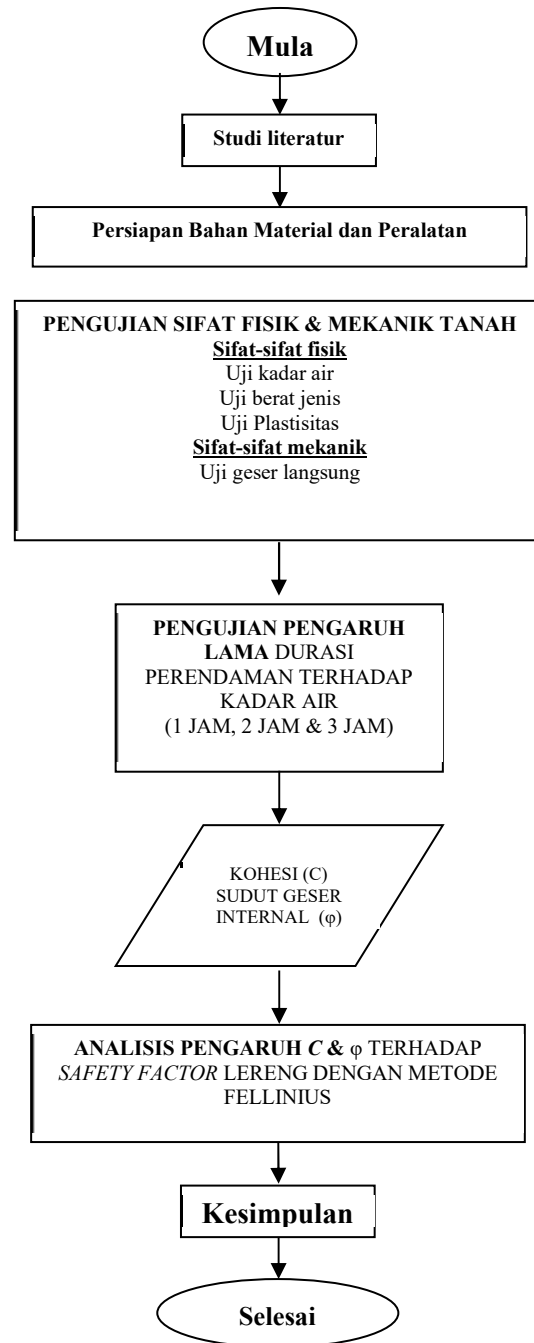 Mula
Studi literatur
Persiapan Bahan Material dan Peralatan
PENGUJIAN SIFAT FISIK & MEKANIK TANAH
Sifat-sifat fisik
Uji kadar air
Uji berat jenis
Uji Plastisitas
Sifat-sifat mekanik
Uji geser langsung
PENGUJIAN PENGARUH
LAMA DURASI
PERENDAMAN TERHADAP
KADAR AIR
(1 JAM, 2 JAM & 3 JAM)
KOHESI (C)
SUDUT GESER
INTERNAL (φ)
ANALISIS PENGARUH C & φ TERHADAP
SAFETY FACTOR LERENG DENGAN METODE
FELLINIUS
Kesimpulan
Selesai